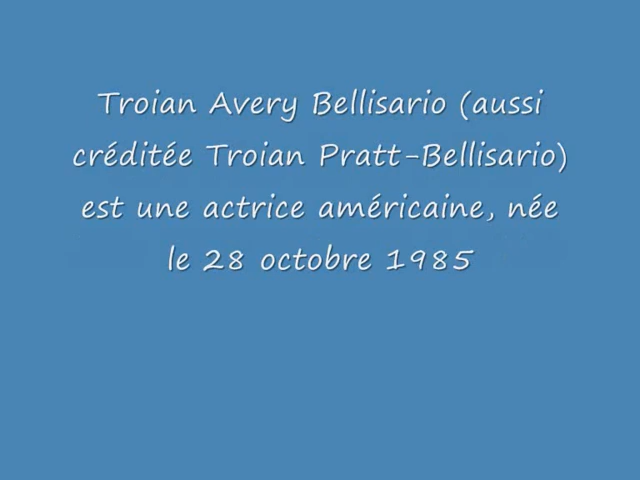 Troian Avery Bellisario (aussi
créditée Troian Pratt-Bellisario)
est une actrice américaine, née
le 28 octobre 1985